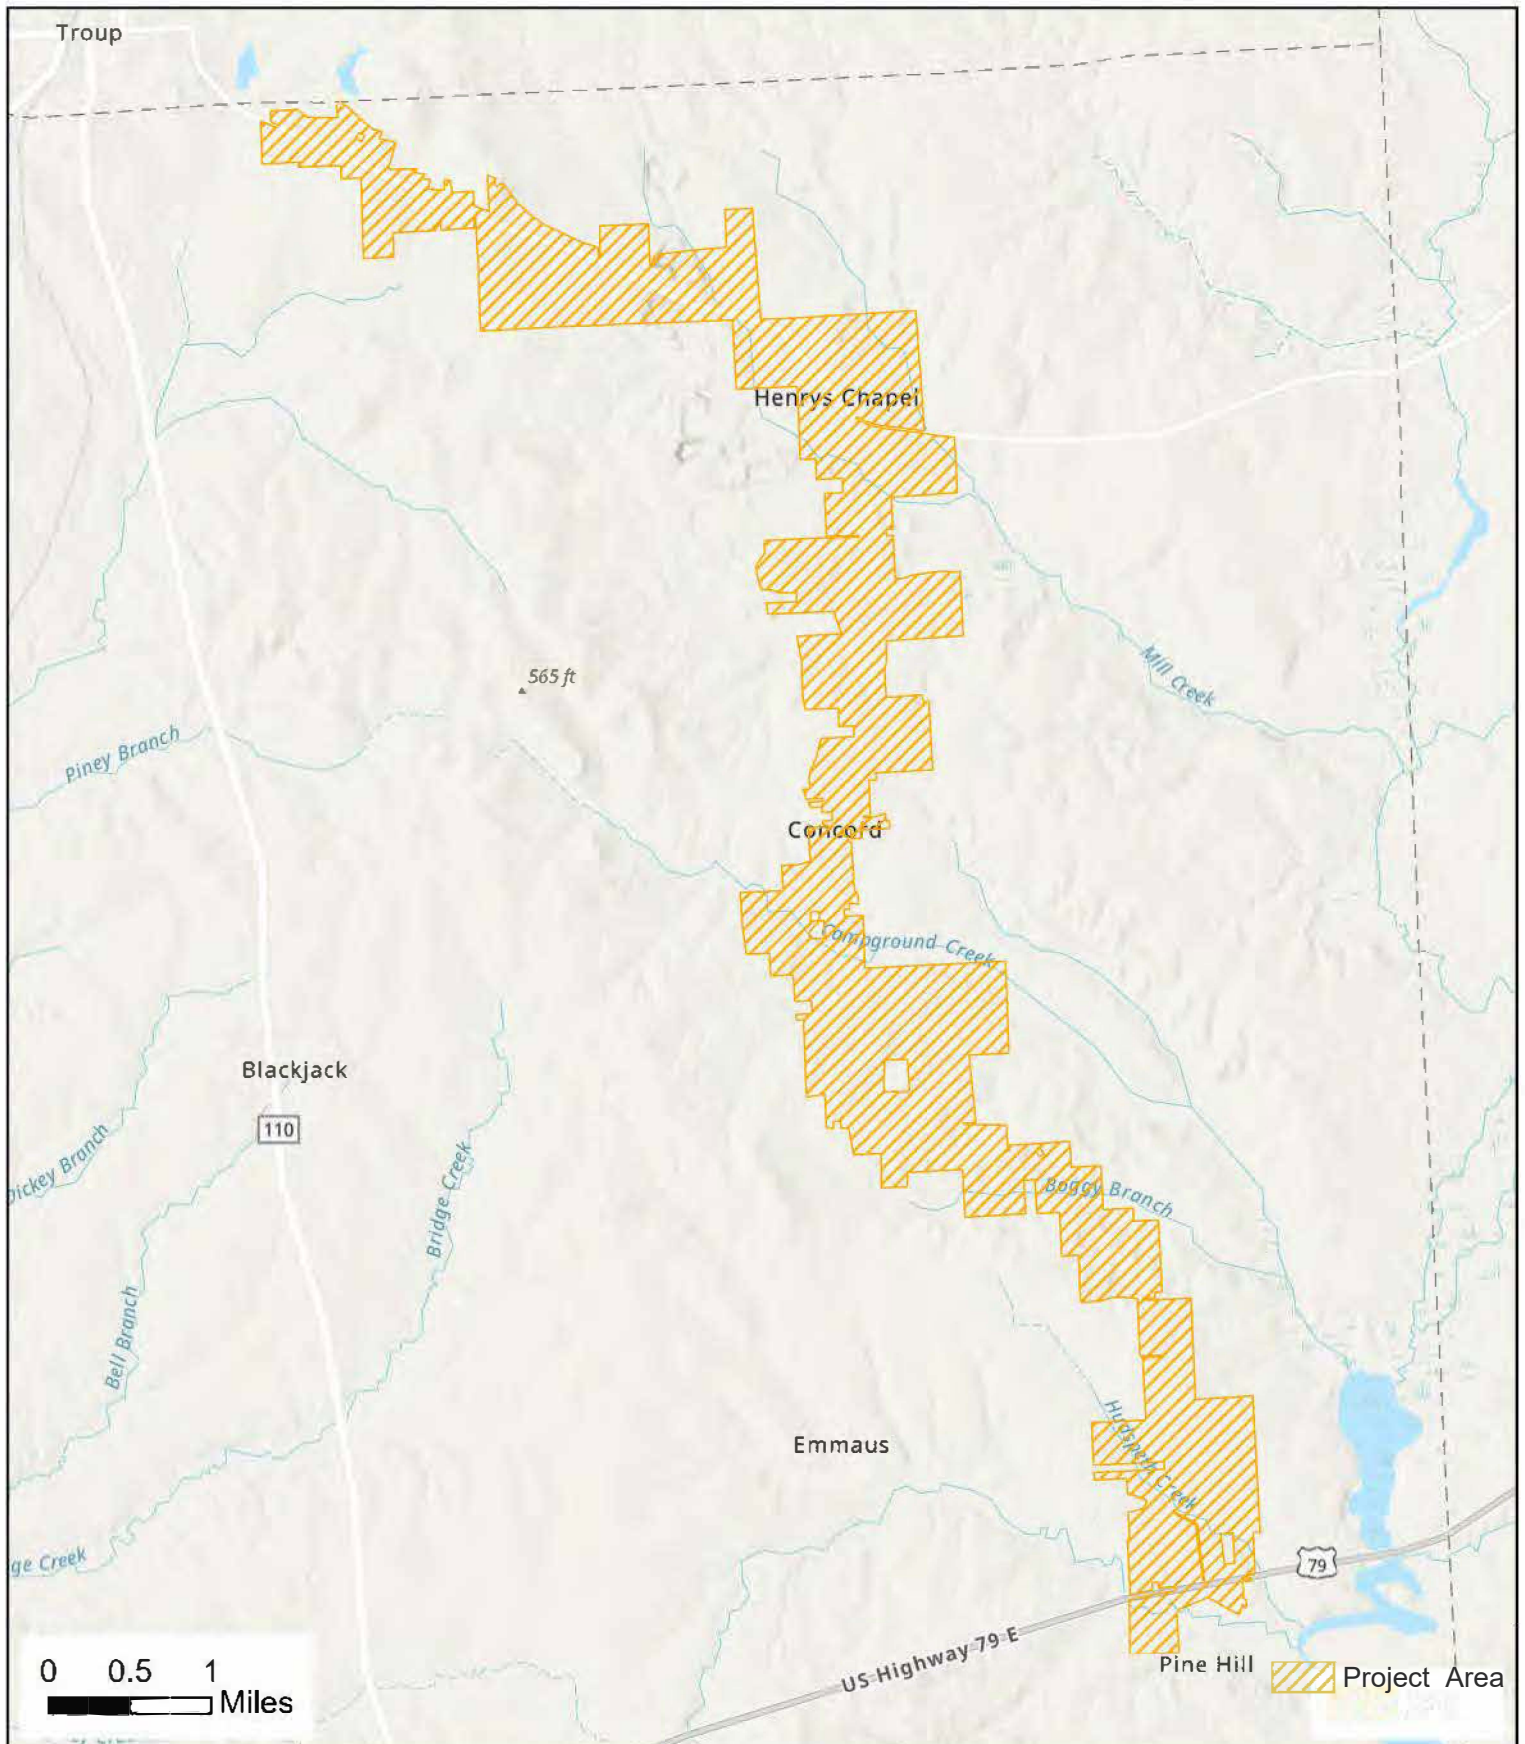 Troup
Henrys Chapel
565 ft
Mill Creek
Piney Branch
Concord
Campground Creek
Blackjack
110
Dickey Branch
Bridge Creek
Boggy Branch
Bell Branch
Hudspeth Creek
Emmaus
ge Creek
79
US Highway 79 E
Pine Hill
Project Area
0 0.5 1
Miles